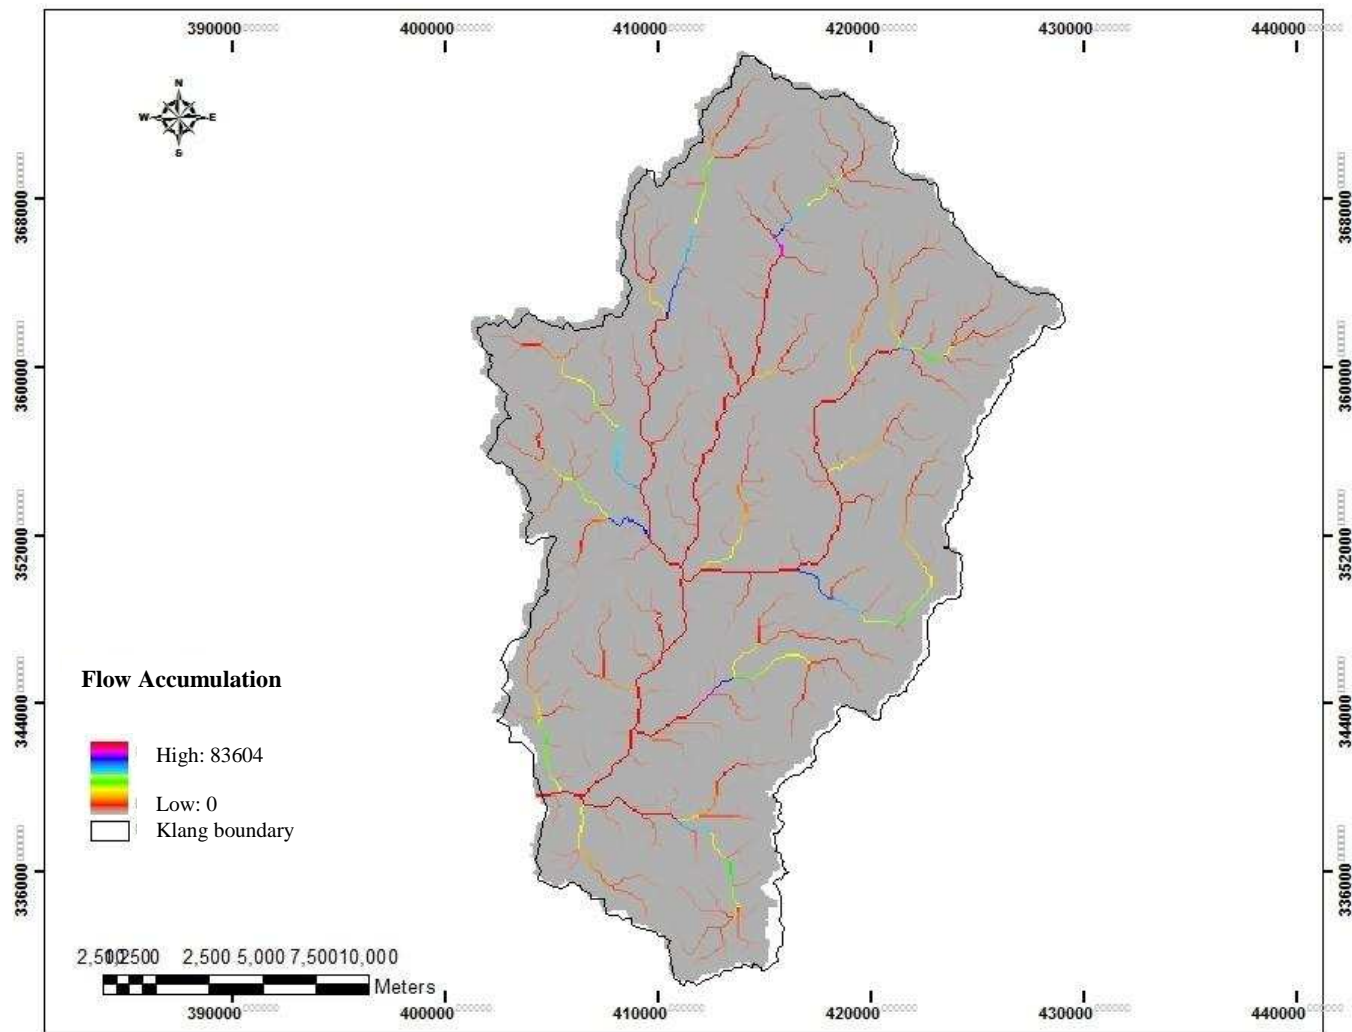 390000 400000 410000 420000 430000 440000
N
W E
S
368000 368000
360000 360000
352000 352000
Flow Accumulation
344000 344000
High: 83604
Low: 0
Klang boundary
336000 336000
2,500 5,000 7,500 10,000
Meters
390000 400000 410000 420000 430000 440000